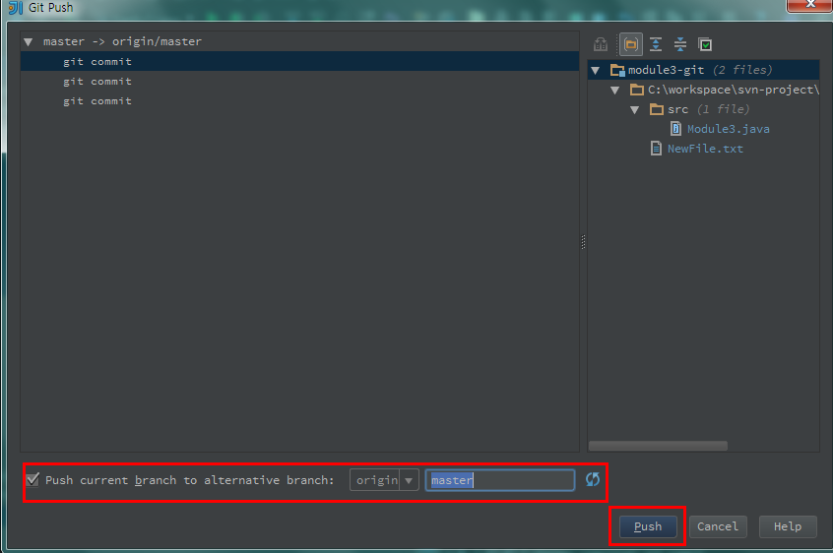 Git Push
master -> origin/master
git commit
git commit
git commit
module3-git (2 files)
C:\workspace\svn-project\
src (1 file)
Module3.java
NewFile.txt
Push current branch to alternative branch: origin master
Push Cancel Help